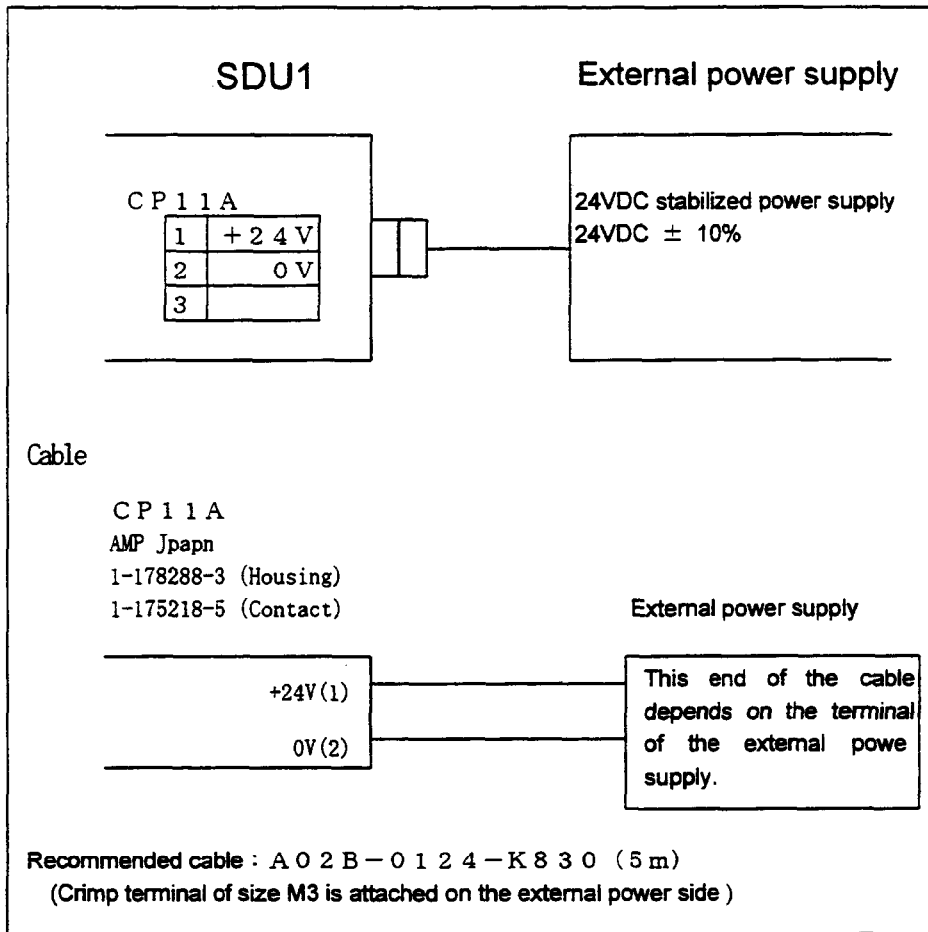 SDU1
External power supply
CP11A
1 +24V
2 0V
3
24VDC stabilized power supply
24VDC ± 10%
Cable
CP11A
AMP Jpapn
1-178288-3 (Housing)
1-175218-5 (Contact)
External power supply
+24V(1)
0V(2)
This end of the cable
depends on the terminal
of the external powe
supply.
Recommended cable : A02B-0124-K830 (5m)
(Crimp terminal of size M3 is attached on the external power side )